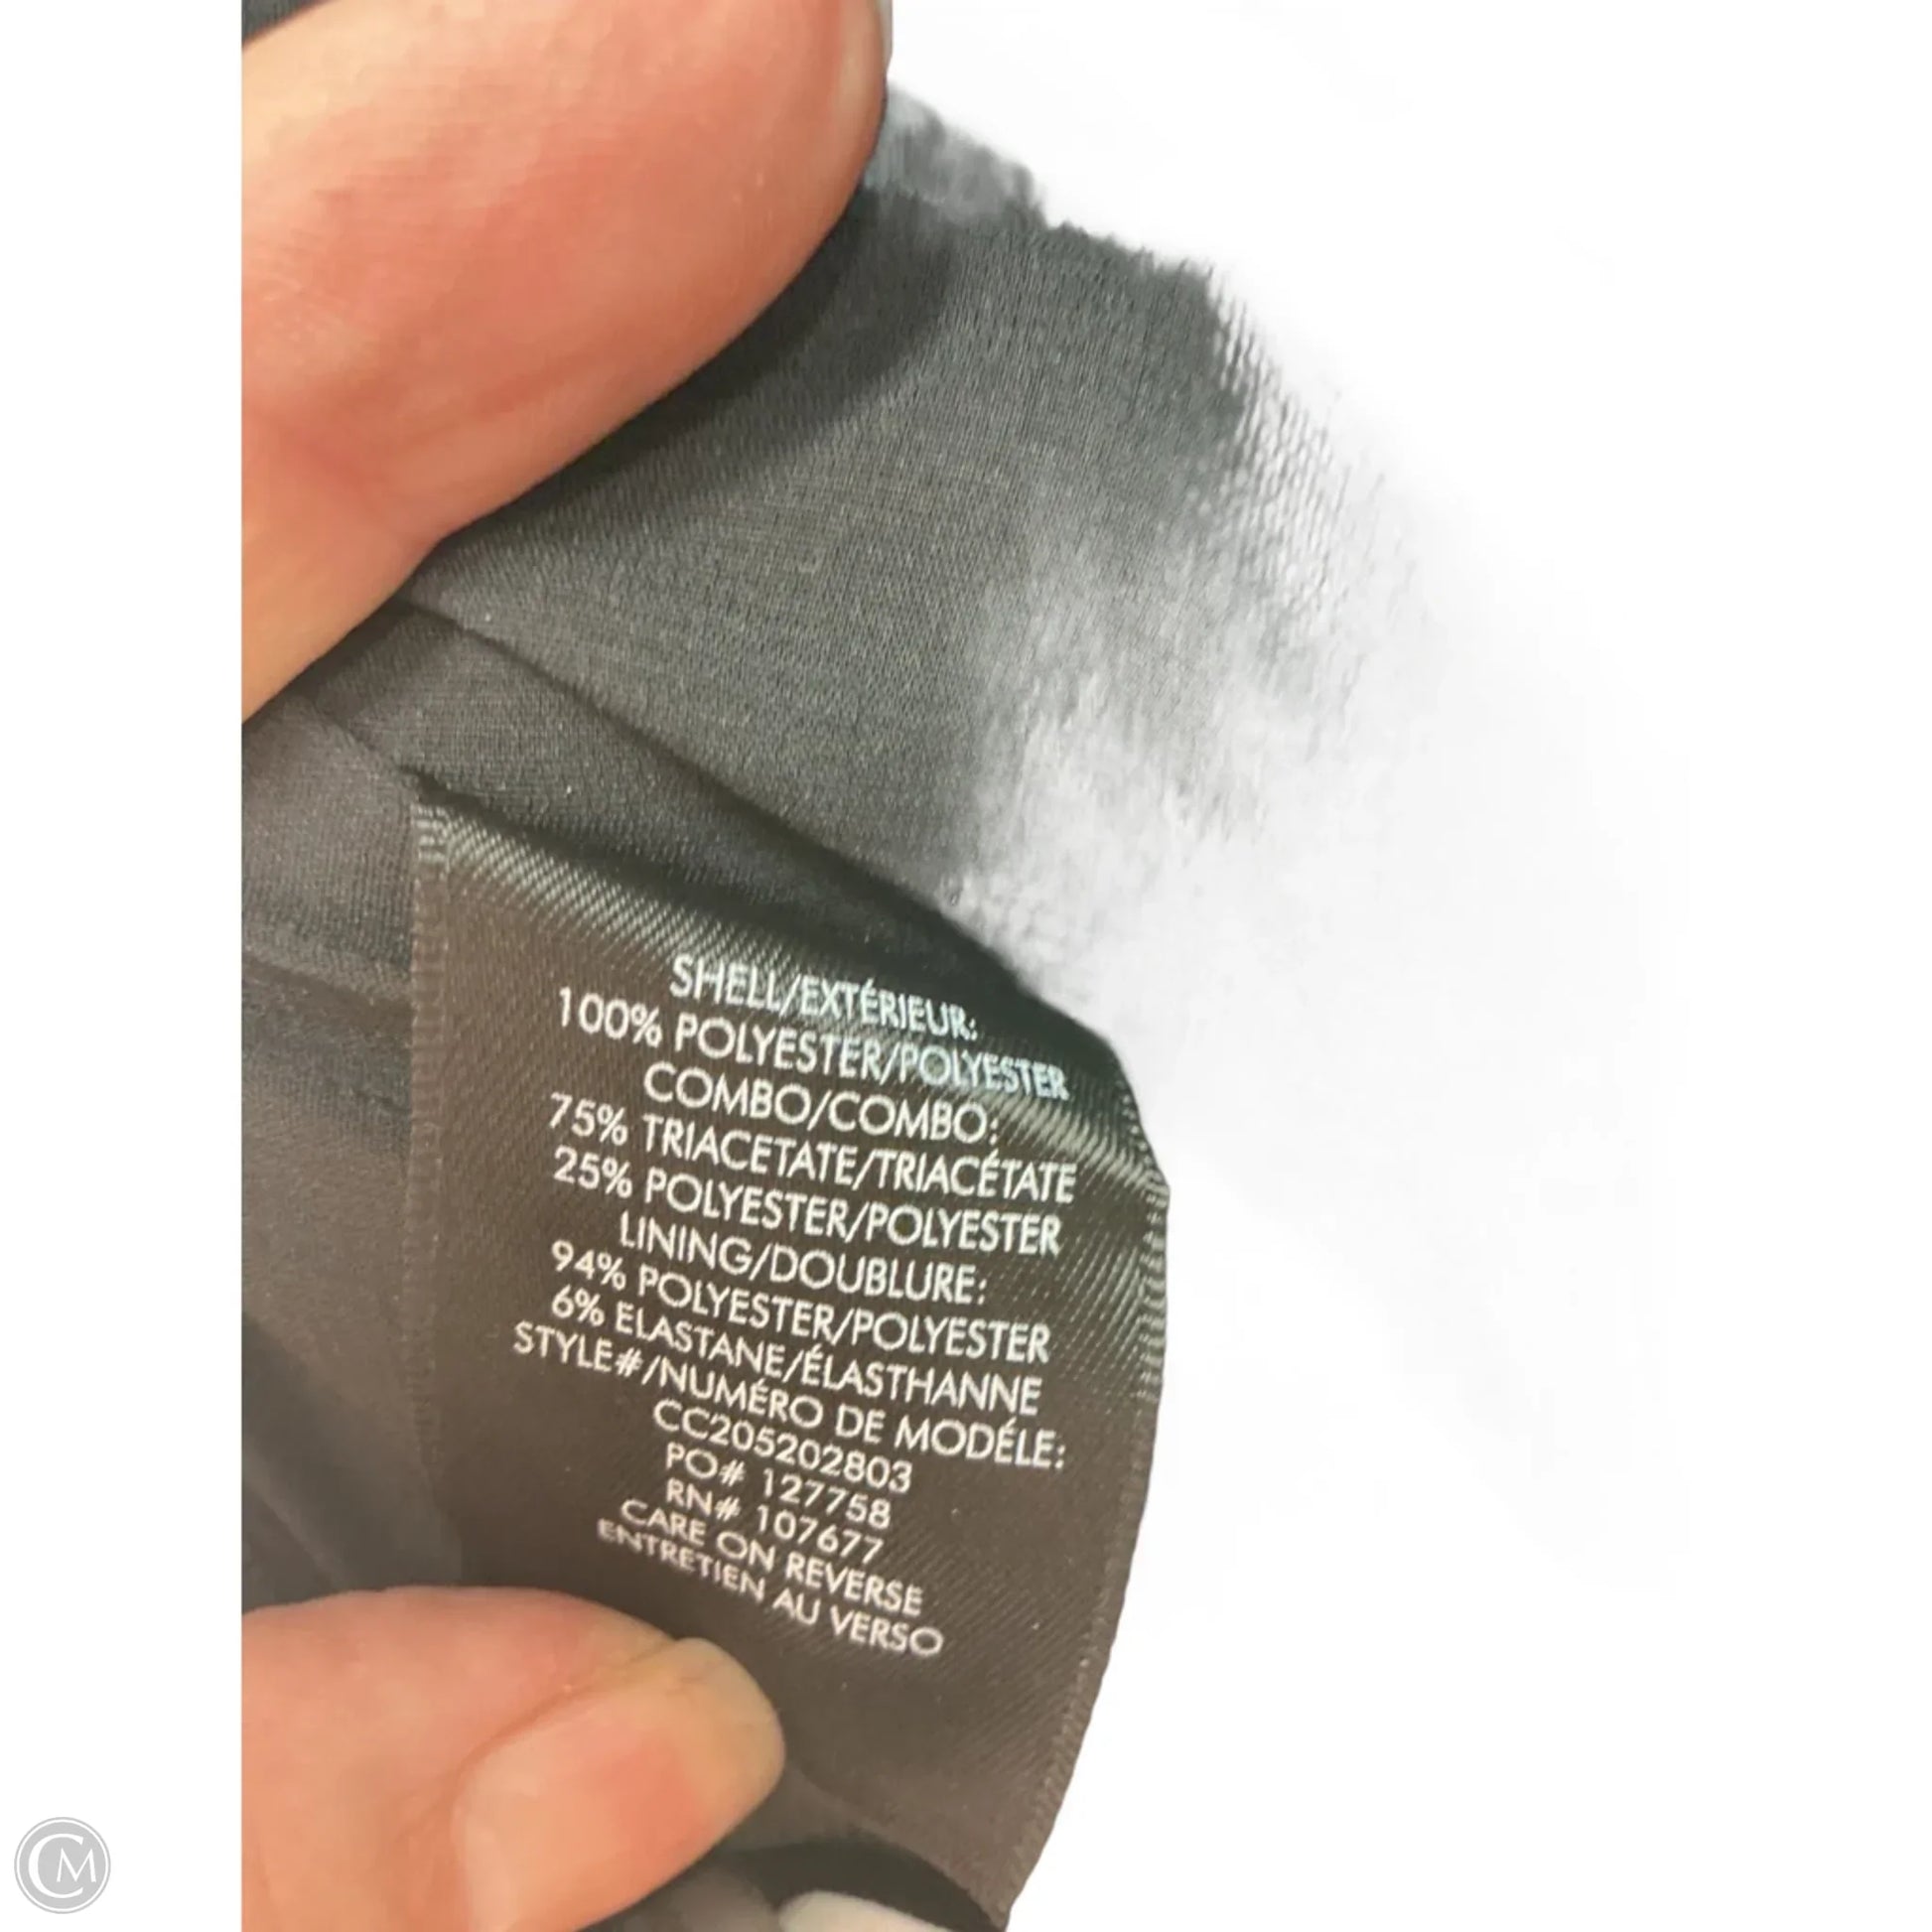 SHELL/EXTÉRIEUR:
100% POLYESTER/POLYESTER
COMBO/COMBO:
75% TRIACETATE/TRIACÉTATE
25% POLYESTER/POLYESTER
LINING/DOUBLURE:
94% POLYESTER/POLYESTER
6% ELASTANE/ÉLASTHANNE
STYLE#/NUMÉRO DE MODÉLE:
CC205202803
PO# 127758
RN# 107677
CARE ON REVERSE
ENTRETIEN AU VERSO
CM